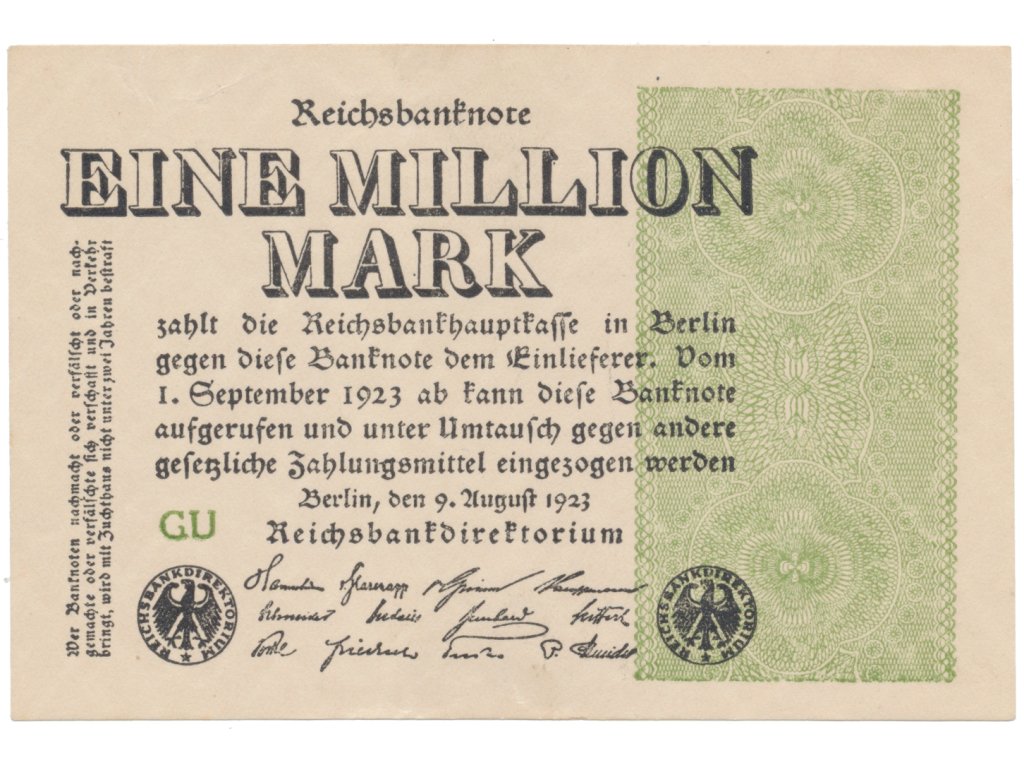 Reichsbanknote
EINE MILLION
MARK
zahlt die Reichsbankhauptkasse in Berlin
gegen diese Banknote dem Einlieferer. Vom
1. September 1923 ab kann diese Banknote
aufgerufen und unter Umtausch gegen andere
gesetzliche Zahlungsmittel eingezogen werden
Berlin, den 9. August 1923
Reichsbankdirektorium
GU
Wer Banknoten nachmacht oder verfälscht oder nach-
gemachte oder verfälschte sich verschafft und in Verkehr
bringt, wird mit Zuchthaus nicht unter zwei Jahren bestraft
REICHSBANKDIREKTORIUM
REICHSBANKDIREKTORIUM